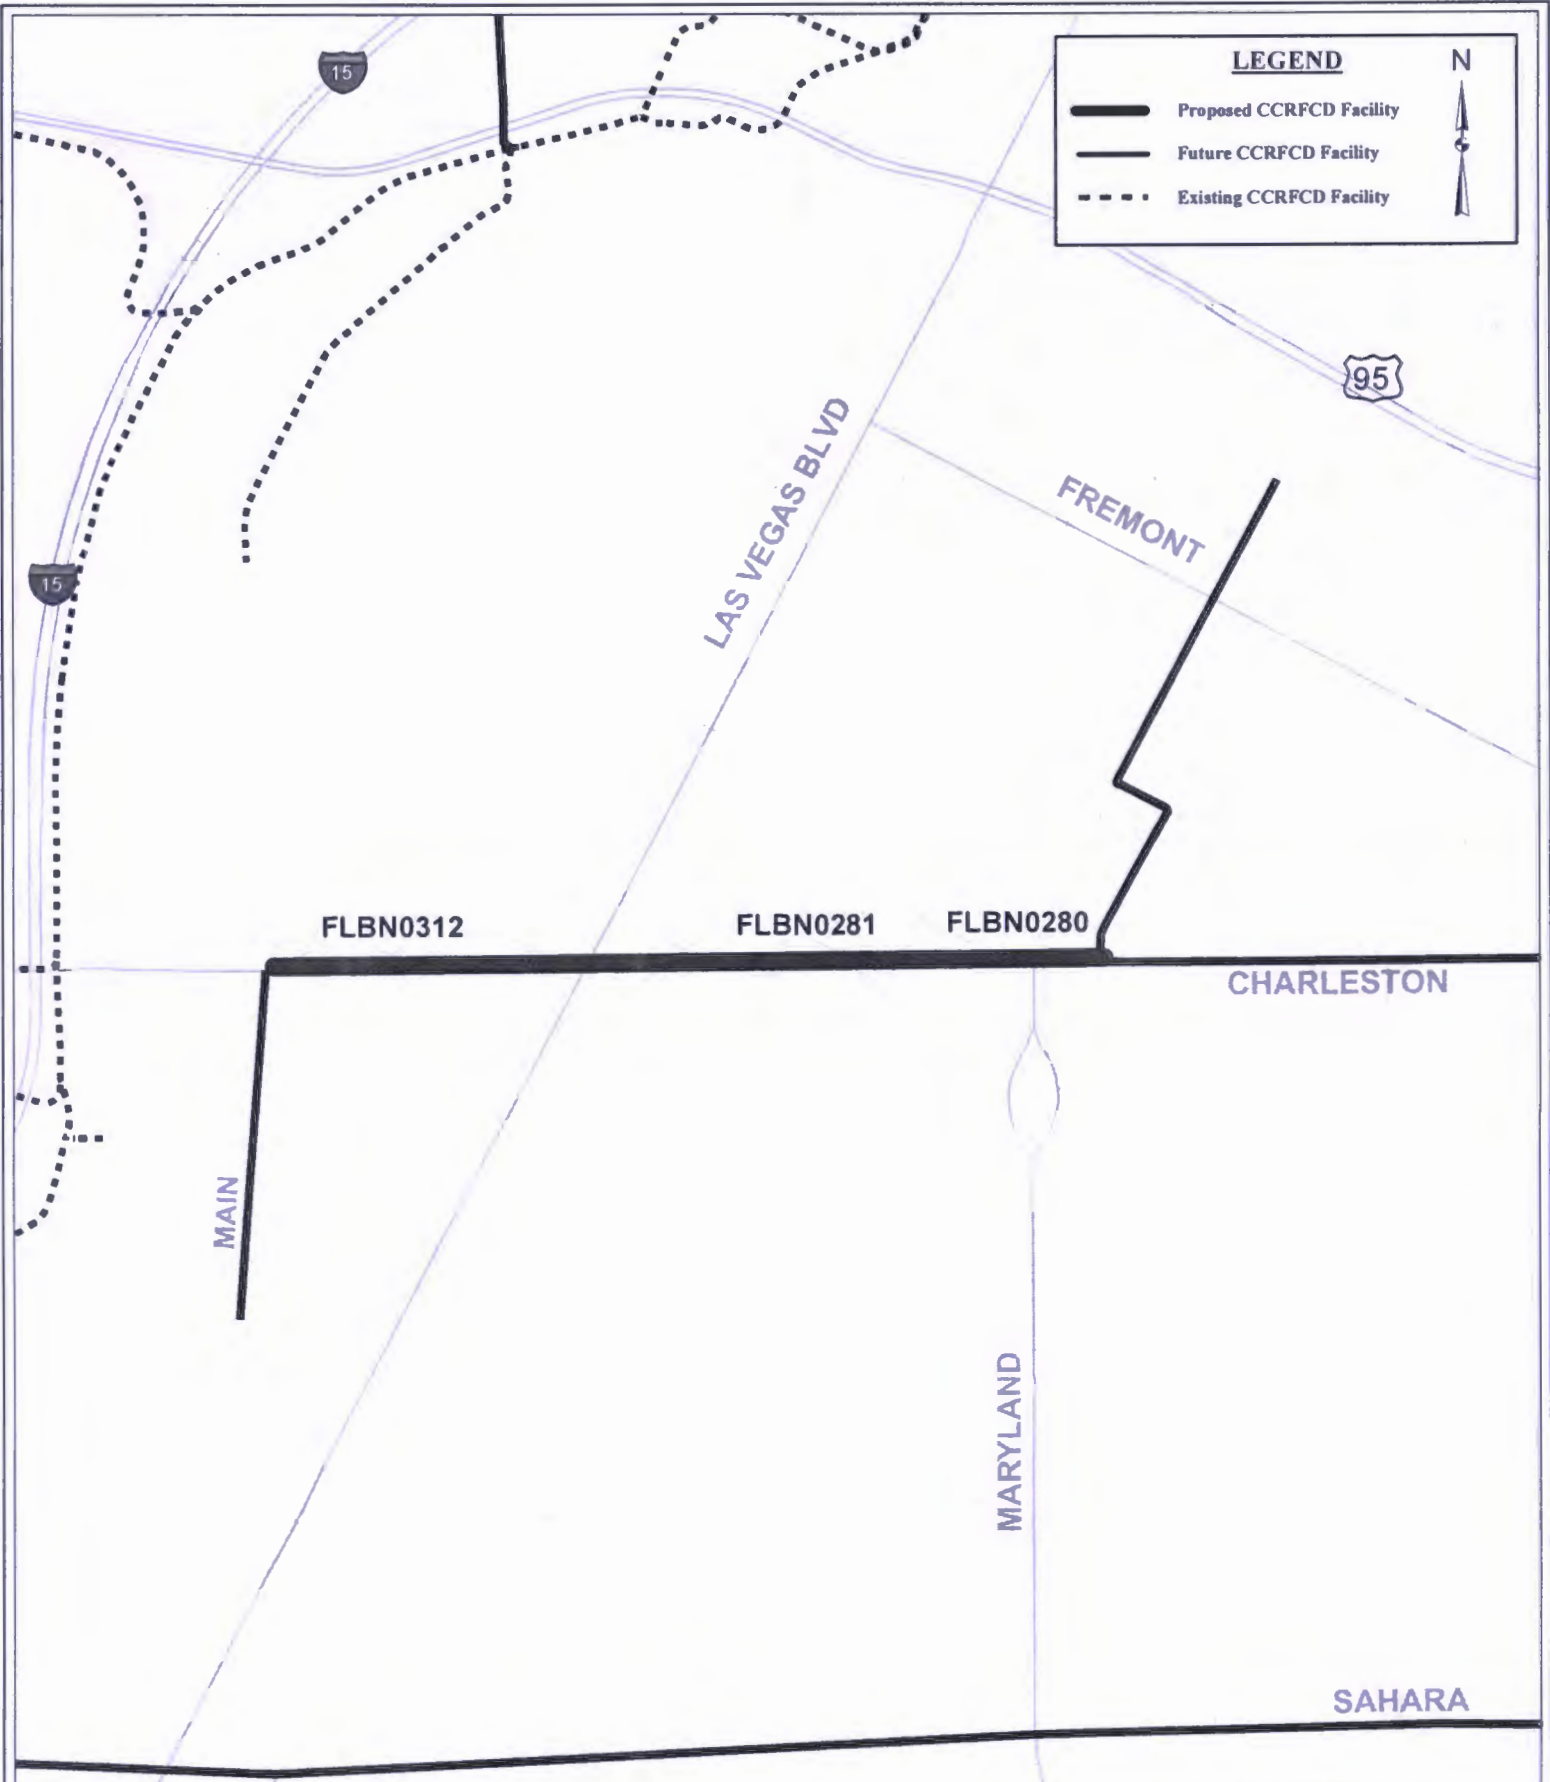 15
LEGEND
N
Proposed CCRFCD Facility
Future CCRFCD Facility
Existing CCRFCD Facility
95
LAS VEGAS BLVD
FREMONT
15
FLBN0312
FLBN0281
FLBN0280
CHARLESTON
MAIN
MARYLAND
SAHARA